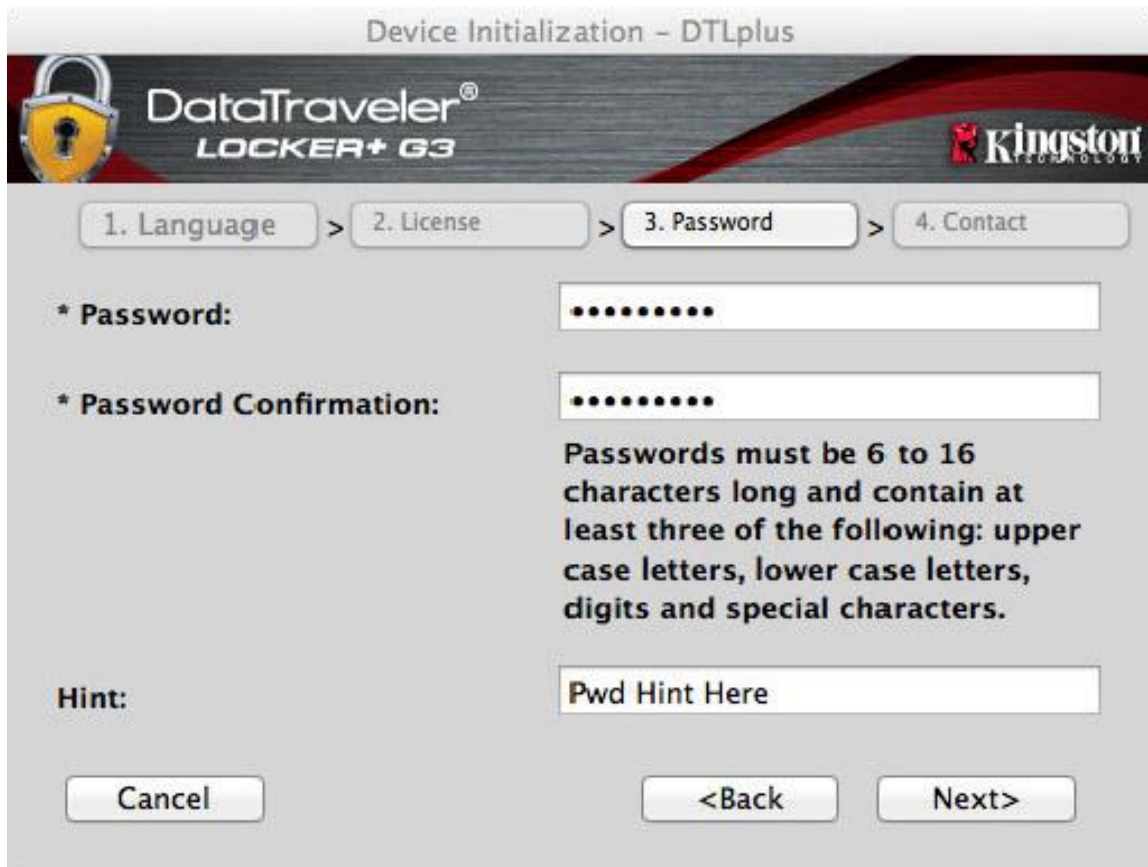 Device Initialization – DTLplus
DataTraveler®
LOCKER+ G3
Kingston
TECHNOLOGY
1. Language > 2. License > 3. Password > 4. Contact
* Password: •••••••••
* Password Confirmation: •••••••••
Passwords must be 6 to 16
characters long and contain at
least three of the following: upper
case letters, lower case letters,
digits and special characters.
Hint: Pwd Hint Here
Cancel <Back Next>